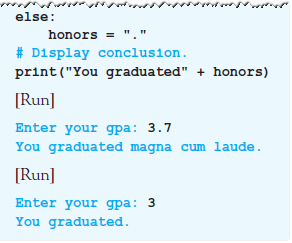 else:
    honors = "."
# Display conclusion.
print("You graduated" + honors)
[Run]
Enter your gpa: 3.7
You graduated magna cum laude.
[Run]
Enter your gpa: 3
You graduated.